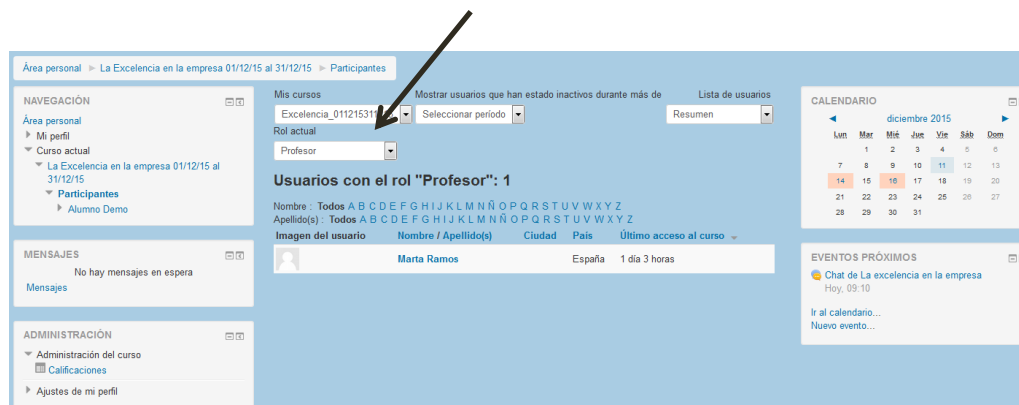 Área personal ► La Excelencia en la empresa 01/12/15 al 31/12/15 ► Participantes
NAVEGACIÓN
Área personal
Mi perfil
Curso actual
La Excelencia en la empresa 01/12/15 al
31/12/15
Participantes
Alumno Demo
MENSAJES
No hay mensajes en espera
Mensajes
ADMINISTRACIÓN
Administración del curso
Calificaciones
Ajustes de mi perfil
Mis cursos
Mostrar usuarios que han estado inactivos durante más de
Lista de usuarios
Seleccionar período
Resumen
Rol actual
Profesor
Usuarios con el rol "Profesor": 1
Nombre : Todos A B C D E F G H I J K L M N Ñ O P Q R S T U V W X Y Z
Apellido(s) : Todos A B C D E F G H I J K L M N Ñ O P Q R S T U V W X Y Z
Imagen del usuario Nombre / Apellido(s) Ciudad País Último acceso al curso
Marta Ramos España 1 día 3 horas
CALENDARIO
◄ diciembre 2015 ►
Lun Mar Mié Jue Vie Sáb Dom
1 2 3 4 5 6
7 8 9 10 11 12 13
14 15 16 17 18 19 20
21 22 23 24 25 26 27
28 29 30 31
EVENTOS PRÓXIMOS
Chat de La excelencia en la empresa
Hoy, 09:10
Ir al calendario...
Nuevo evento...